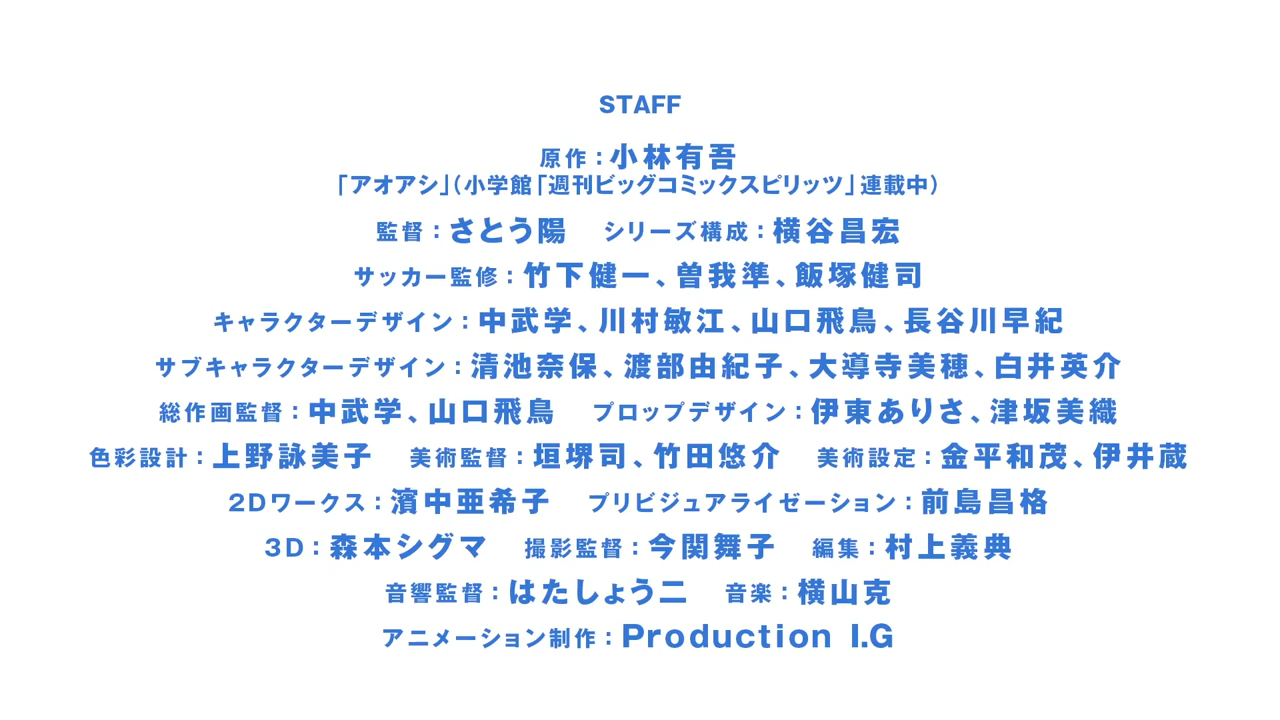 STAFF
原作：小林有吾
「アオアシ」（小学館「週刊ビッグコミックスピリッツ」連載中）
監督：さとう陽　シリーズ構成：横谷昌宏
サッカー監修：竹下健一、曽我準、飯塚健司
キャラクターデザイン：中武学、川村敏江、山口飛鳥、長谷川早紀
サブキャラクターデザイン：清池奈保、渡部由紀子、大導寺美穂、白井英介
総作画監督：中武学、山口飛鳥　プロップデザイン：伊東ありさ、津坂美織
色彩設計：上野詠美子　美術監督：垣堺司、竹田悠介　美術設定：金平和茂、伊井蔵
2Dワークス：濱中亜希子　プリビジュアライゼーション：前島昌格
3D：森本シグマ　撮影監督：今関舞子　編集：村上義典
音響監督：はたしょう二　音楽：横山克
アニメーション制作：Production I.G